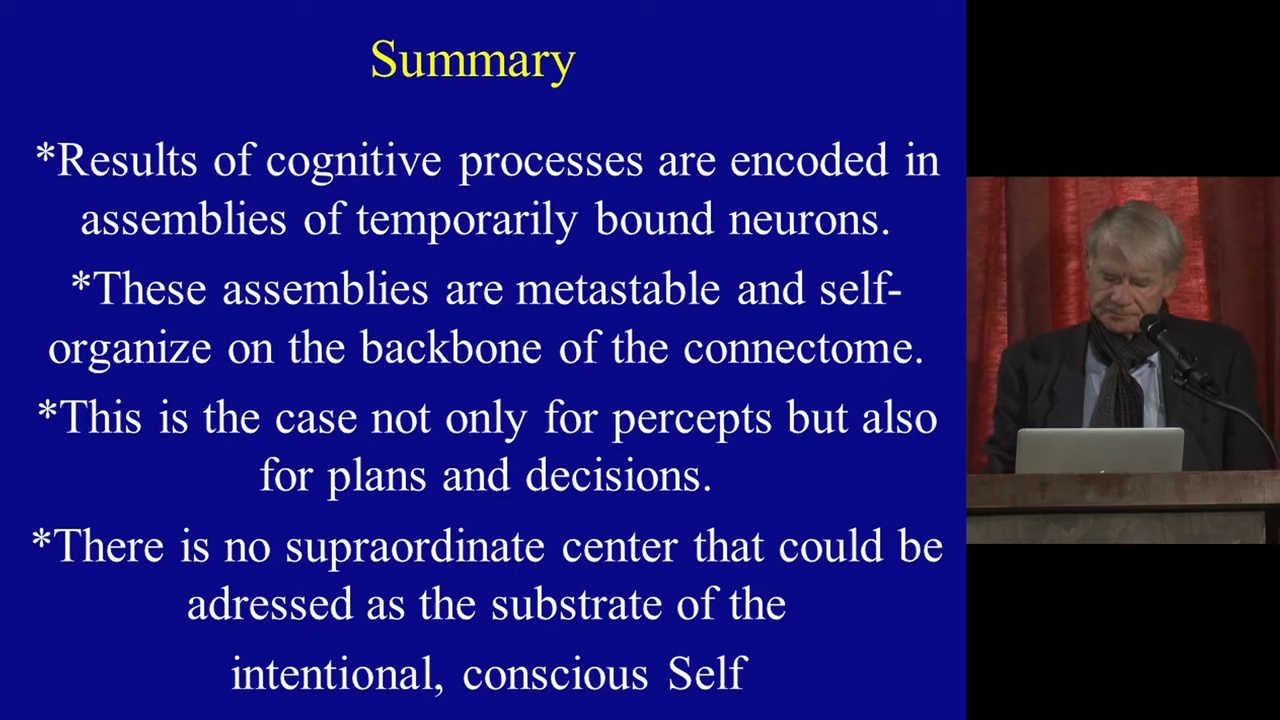 Summary
*Results of cognitive processes are encoded in
assemblies of temporarily bound neurons.
*These assemblies are metastable and self-
organize on the backbone of the connectome.
*This is the case not only for percepts but also
for plans and decisions.
*There is no supraordinate center that could be
adressed as the substrate of the
intentional, conscious Self